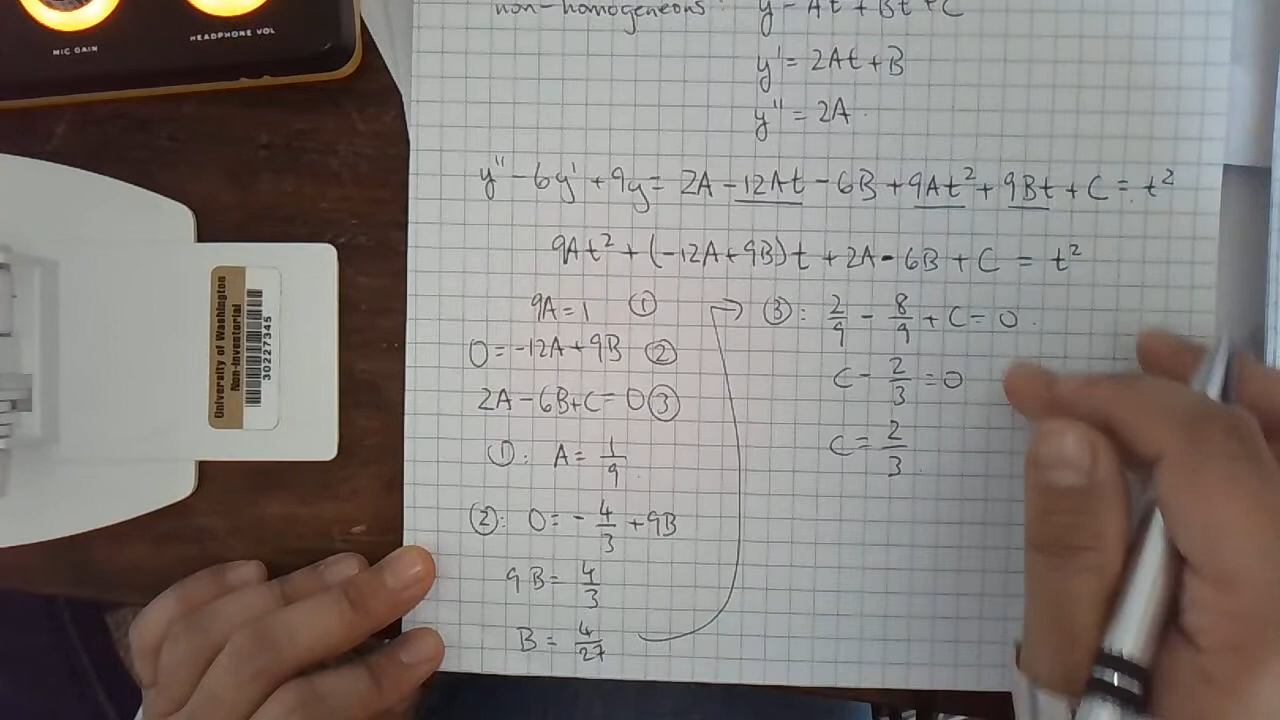 MIC GAIN
HEADPHONE VOL
non-homogeneous: y = At² + Bt + C
y' = 2At + B
y'' = 2A.
y'' - 6y' + 9y = 2A - 12At - 6B + 9At² + 9Bt + C = t²
9At² + (-12A + 9B)t + 2A - 6B + C = t²
9A = 1 ①
0 = -12A + 9B ②
2A - 6B + C = 0 ③
①: A = 1/9.
②: 0 = -4/3 + 9B
9B = 4/3
B = 4/27
→ ③: 2/9 - 8/9 + C = 0.
C - 2/3 = 0
C = 2/3.
University of Washington
Non-Inventorial
30227345